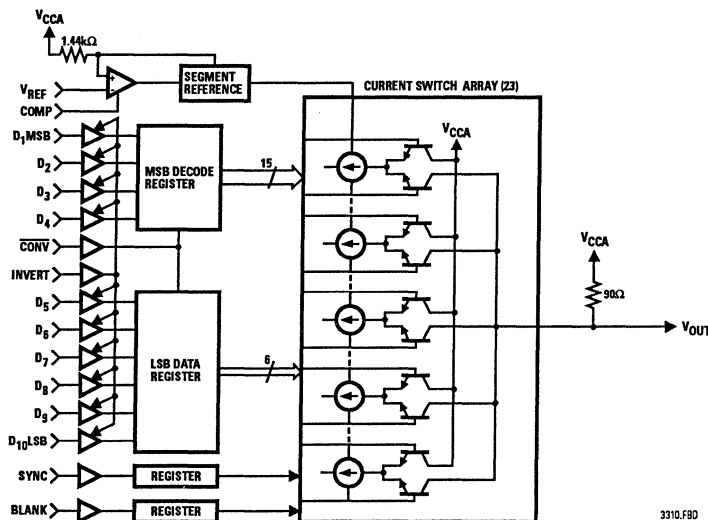 VCCA
1.44kΩ
VREF
COMP
+
-
SEGMENT
REFERENCE
CURRENT SWITCH ARRAY (23)
VCCA
D1MSB
D2
D3
D4
CONV
INVERT
D5
D6
D7
D8
D9
D10LSB
SYNC
BLANK
MSB DECODE
REGISTER
15
LSB DATA
REGISTER
6
REGISTER
REGISTER
VCCA
90Ω
VOUT
3310.FBD